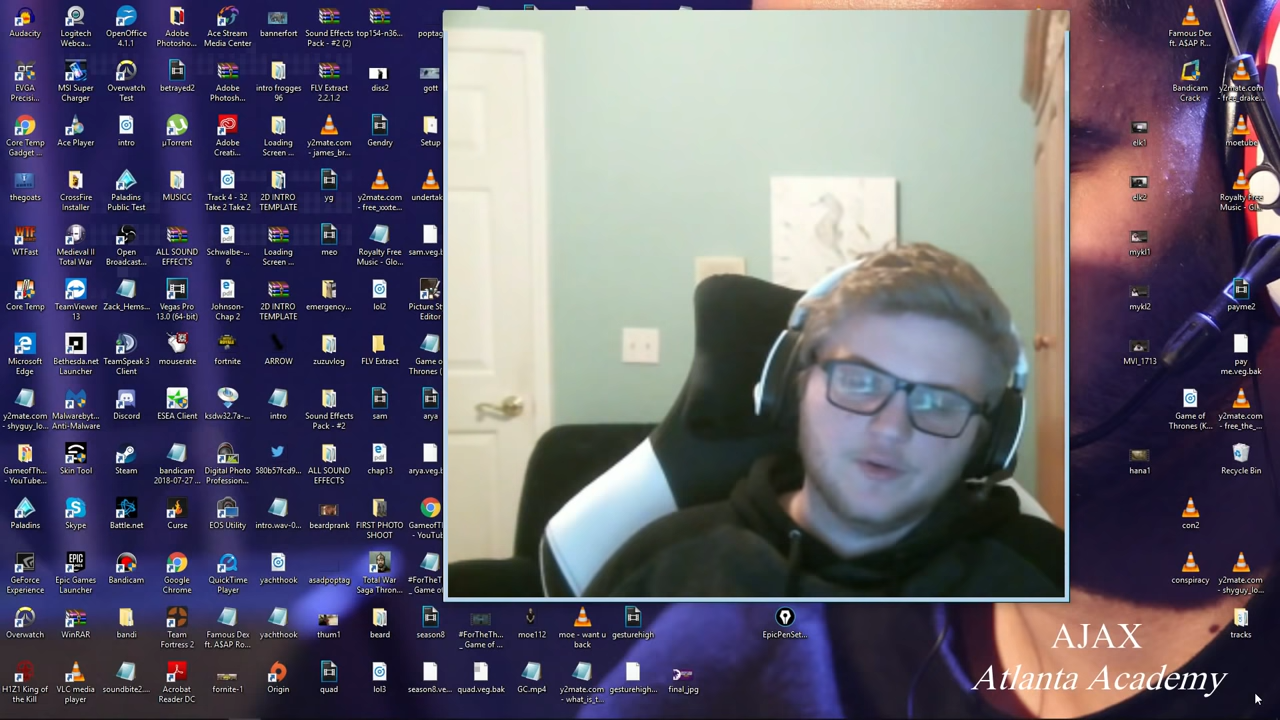 Audacity
Logitech Webca...
OpenOffice 4.1.1
Adobe Photosho...
Ace Stream Media Center
bannerfort
Sound Effects Pack - #2 (2)
top154-n36...
poptag
Famous Dex ft. A$AP R...
EVGA Precisi...
MSI Super Charger
Overwatch Test
betrayed2
Adobe Photosh...
intro frogges 96
FLV Extract 2.2.1.2
diss2
gott
Bandicam Crack
y2mate.com - free_drake...
Core Temp Gadget ...
Ace Player
intro
µTorrent
Adobe Creati...
Loading Screen ...
y2mate.com - james_br...
Gendry
Setup
elk1
moetube
thegoats
CrossFire Installer
Paladins Public Test
MUSICC
Track 4 - 32 Take 2 Take 2
2D INTRO TEMPLATE
yg
y2mate.com - free_xxxte...
undertak
elk2
Royalty Free Music - Gl...
WTFast
Medieval II Total War
Open Broadcast...
ALL SOUND EFFECTS
Schwalbe-... 6
Loading Screen ...
meo
Royalty Free Music - Glo...
sam.veg.b
mykl1
Core Temp
TeamViewer 13
Zack_Hems...
Vegas Pro 13.0 (64-bit)
Johnson- Chap 2
2D INTRO TEMPLATE
emergency...
lol2
Picture St Editor
mykl2
payme2
Microsoft Edge
Bethesda.net Launcher
TeamSpeak 3 Client
mouserate
fortnite
ARROW
zuzuvlog
FLV Extract
Game o Thrones (
MVI_1713
pay me.veg.bak
y2mate.com - shyguy_lo...
Malwarebyt... Anti-Malware
Discord
ESEA Client
ksdw32.7a-...
intro
Sound Effects Pack - #2
sam
arya
Game of Thrones (K...
y2mate.com - free_the_...
GameofTh... - YouTube...
Skin Tool
Steam
bandicam 2018-07-27 ...
Digital Photo Profession...
580b57fcd9...
ALL SOUND EFFECTS
chap13
arya.veg.b
hana1
Recycle Bin
Paladins
Skype
Battle.net
Curse
EOS Utility
intro.wav-0...
beardprank
FIRST PHOTO SHOOT
GameofTh - YouTub
con2
GeForce Experience
Epic Games Launcher
Bandicam
Google Chrome
QuickTime Player
yachthook
asadpoptag
Total War Saga Thron...
#ForTheT _ Game of
conspiracy
y2mate.com - shyguy_lo...
Overwatch
WinRAR
bandi
Team Fortress 2
Famous Dex ft. A$AP Ro...
yachthook
thum1
beard
season8
#ForTheTh... _ Game of ...
moe112
moe - want u back
gesturehigh
EpicPenSet...
tracks
H1Z1 King of the Kill
VLC media player
soundbite2....
Acrobat Reader DC
fornite-1
Origin
quad
lol3
season8.ve...
quad.veg.bak
GC.mp4
y2mate.com - what_is_t...
gesturehigh...
final_jpg
AJAX
Atlanta Academy